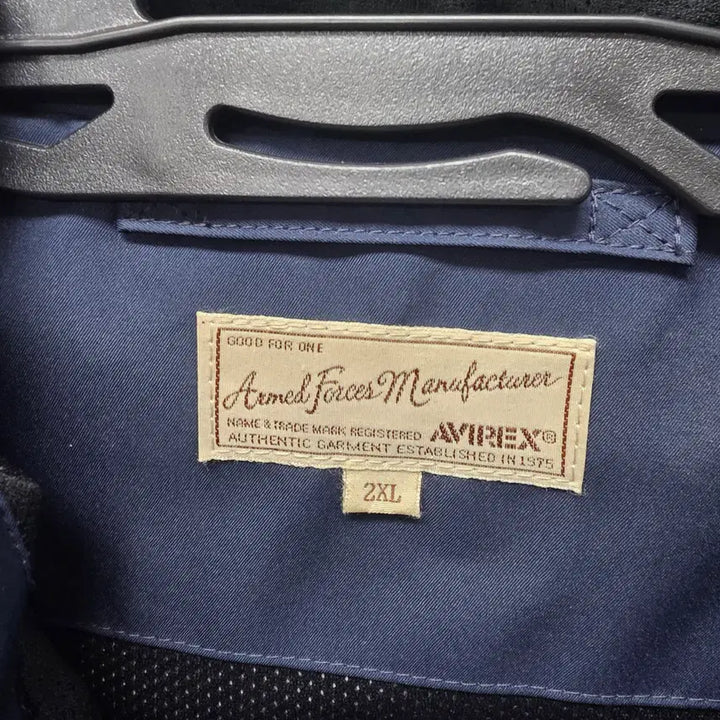 GOOD FOR ONE
Armed Forces Manufacturer
NAME & TRADE MARK REGISTERED AVIREX®
AUTHENTIC GARMENT ESTABLISHED IN 1975
2XL